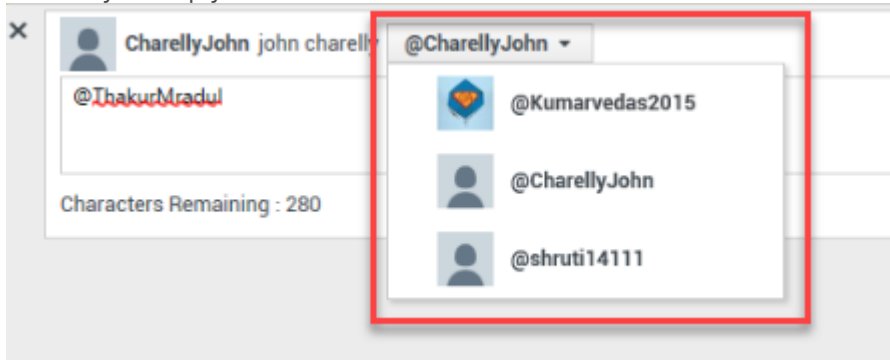 CharellyJohn john charelly @CharellyJohn
@ThakurMradul
@Kumarvedas2015
@CharellyJohn
@shruti14111
Characters Remaining : 280